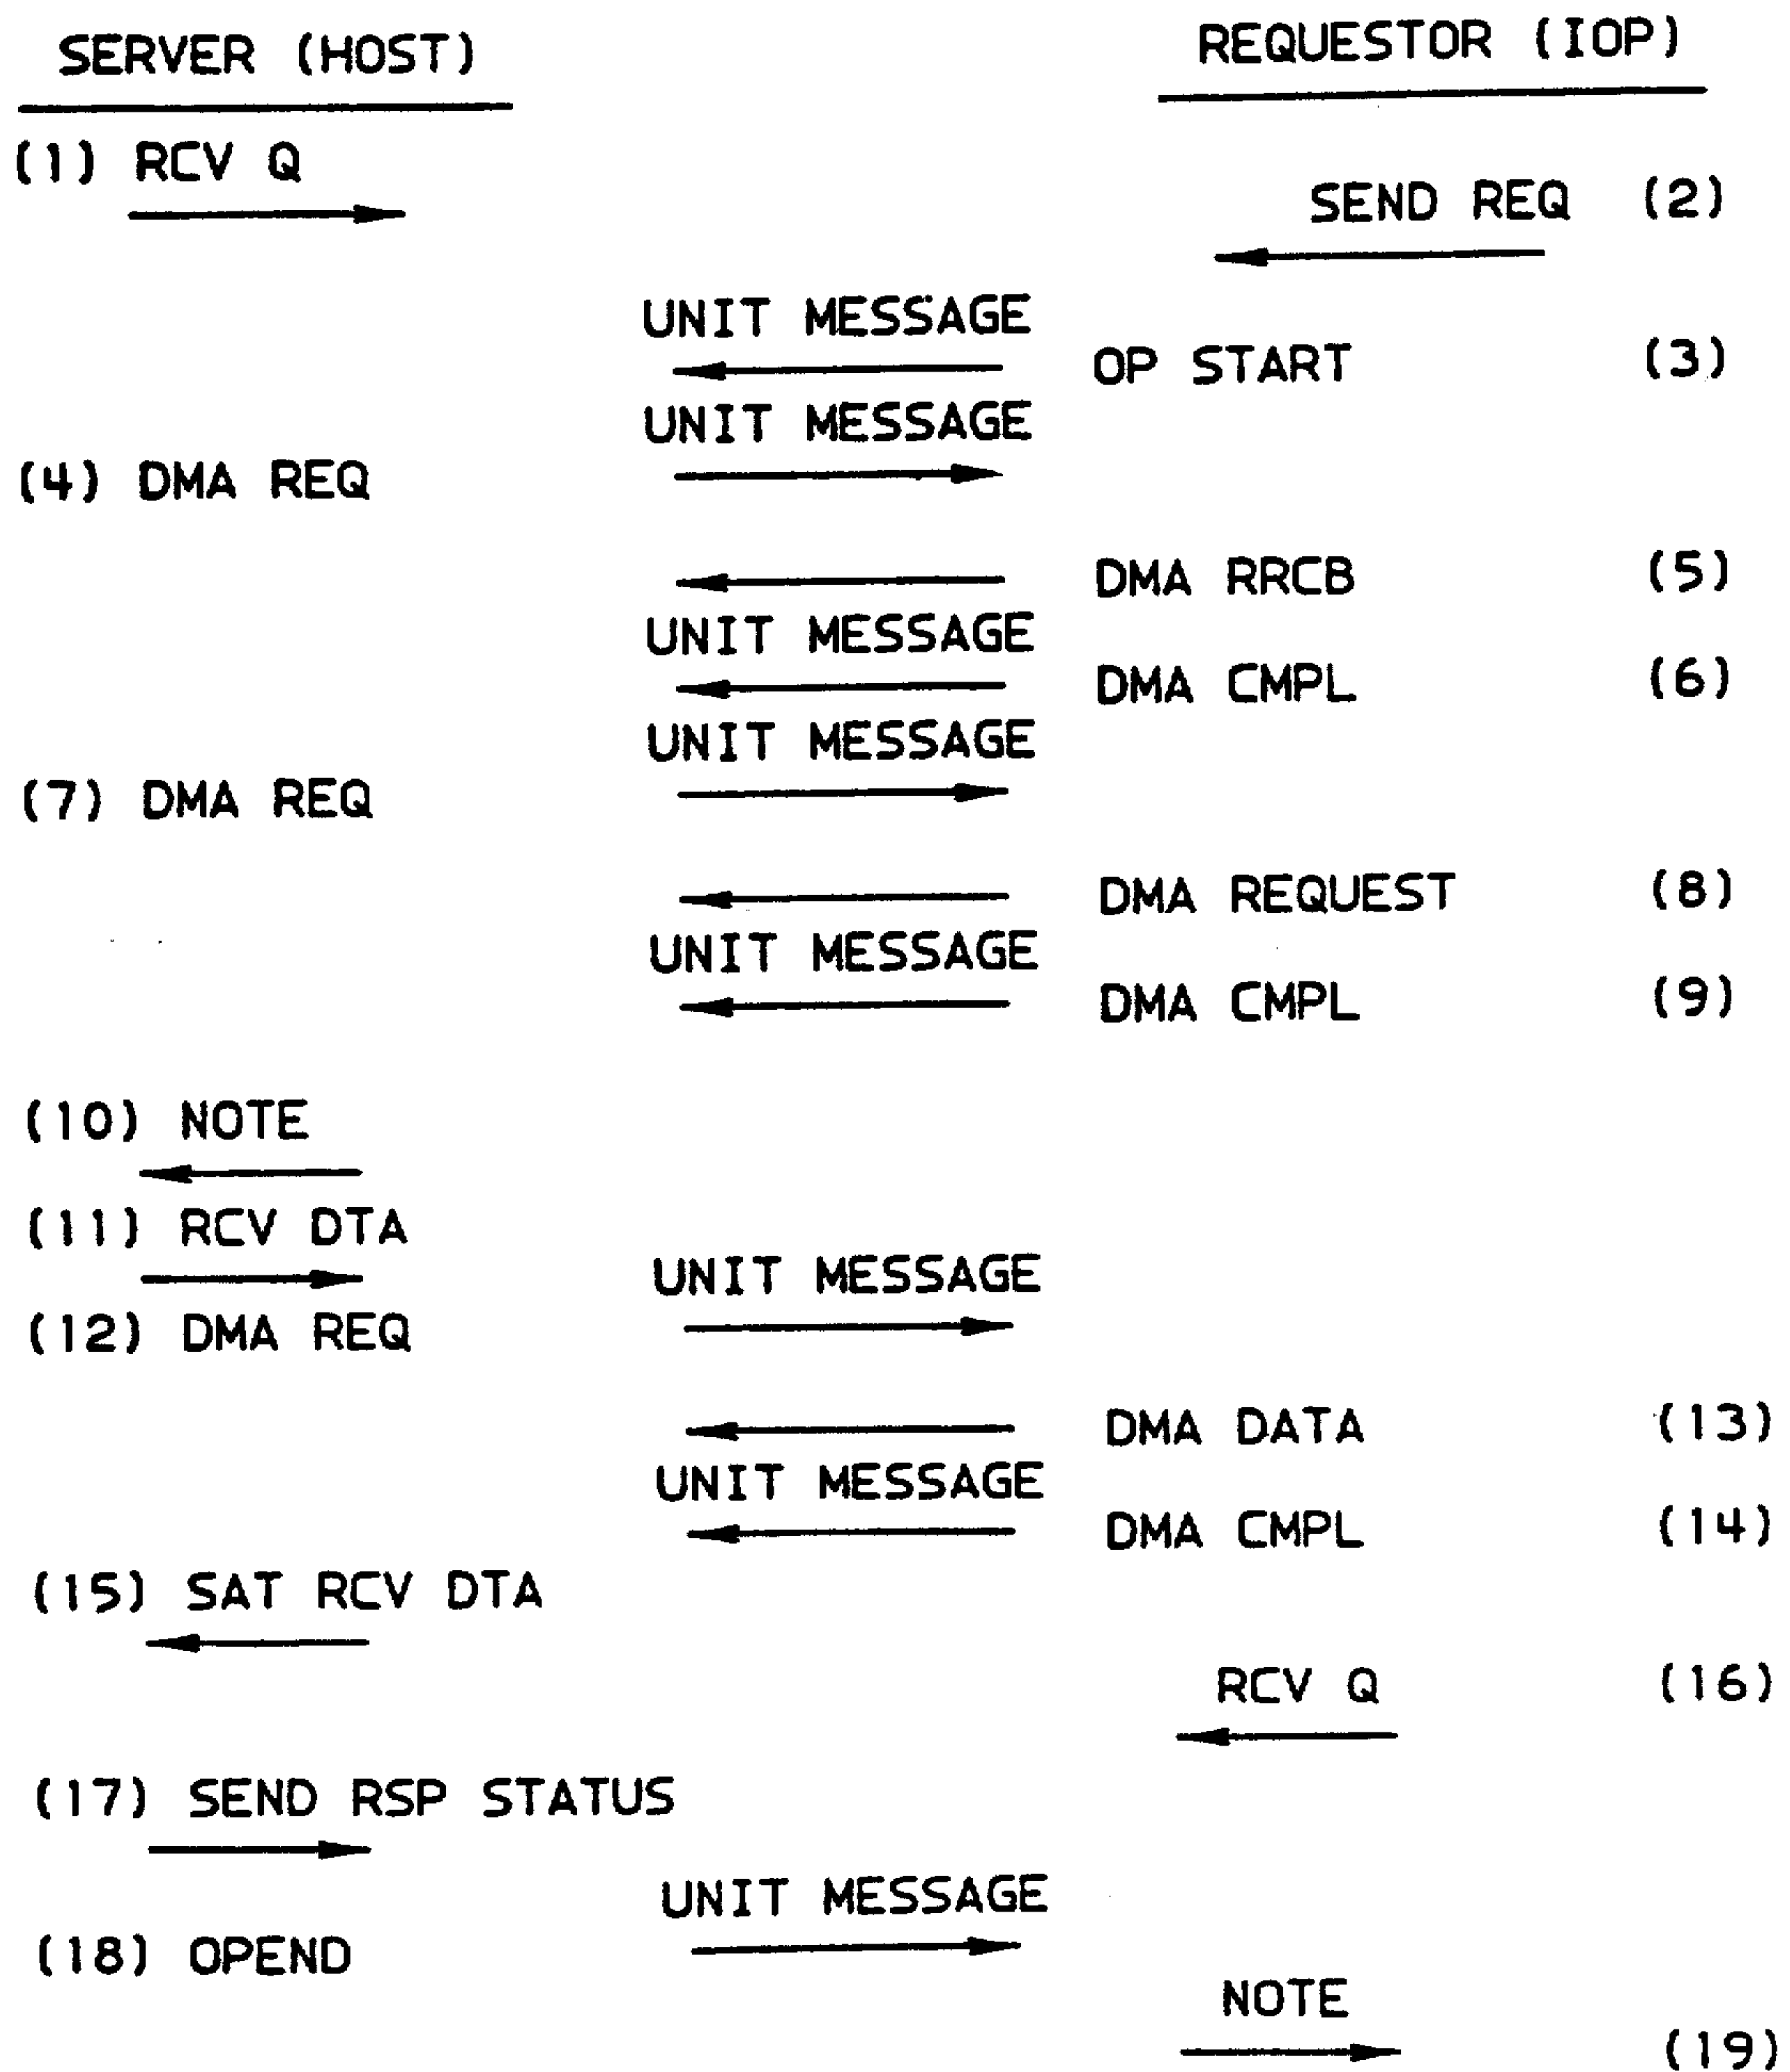 SERVER (HOST)
REQUESTOR (IOP)
(1) RCV Q
SEND REQ (2)
UNIT MESSAGE
OP START (3)
UNIT MESSAGE
(4) DMA REQ
DMA RRCB (5)
UNIT MESSAGE
DMA CMPL (6)
UNIT MESSAGE
(7) DMA REQ
DMA REQUEST (8)
UNIT MESSAGE
DMA CMPL (9)
(10) NOTE
(11) RCV DTA
UNIT MESSAGE
(12) DMA REQ
DMA DATA (13)
UNIT MESSAGE
DMA CMPL (14)
(15) SAT RCV DTA
RCV Q (16)
(17) SEND RSP STATUS
UNIT MESSAGE
(18) OPEND
NOTE
(19)